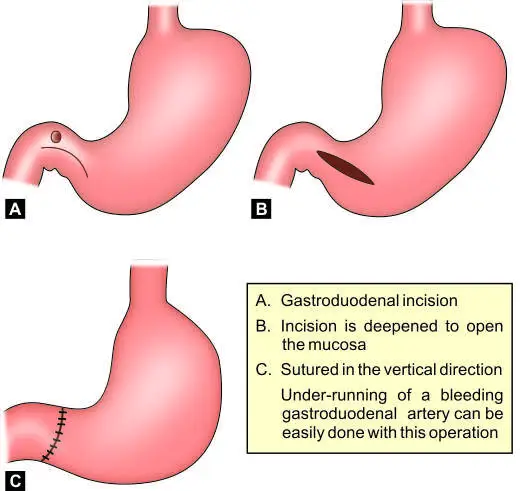 A
B
C
A. Gastroduodenal incision
B. Incision is deepened to open
the mucosa
C. Sutured in the vertical direction
Under-running of a bleeding
gastroduodenal artery can be
easily done with this operation